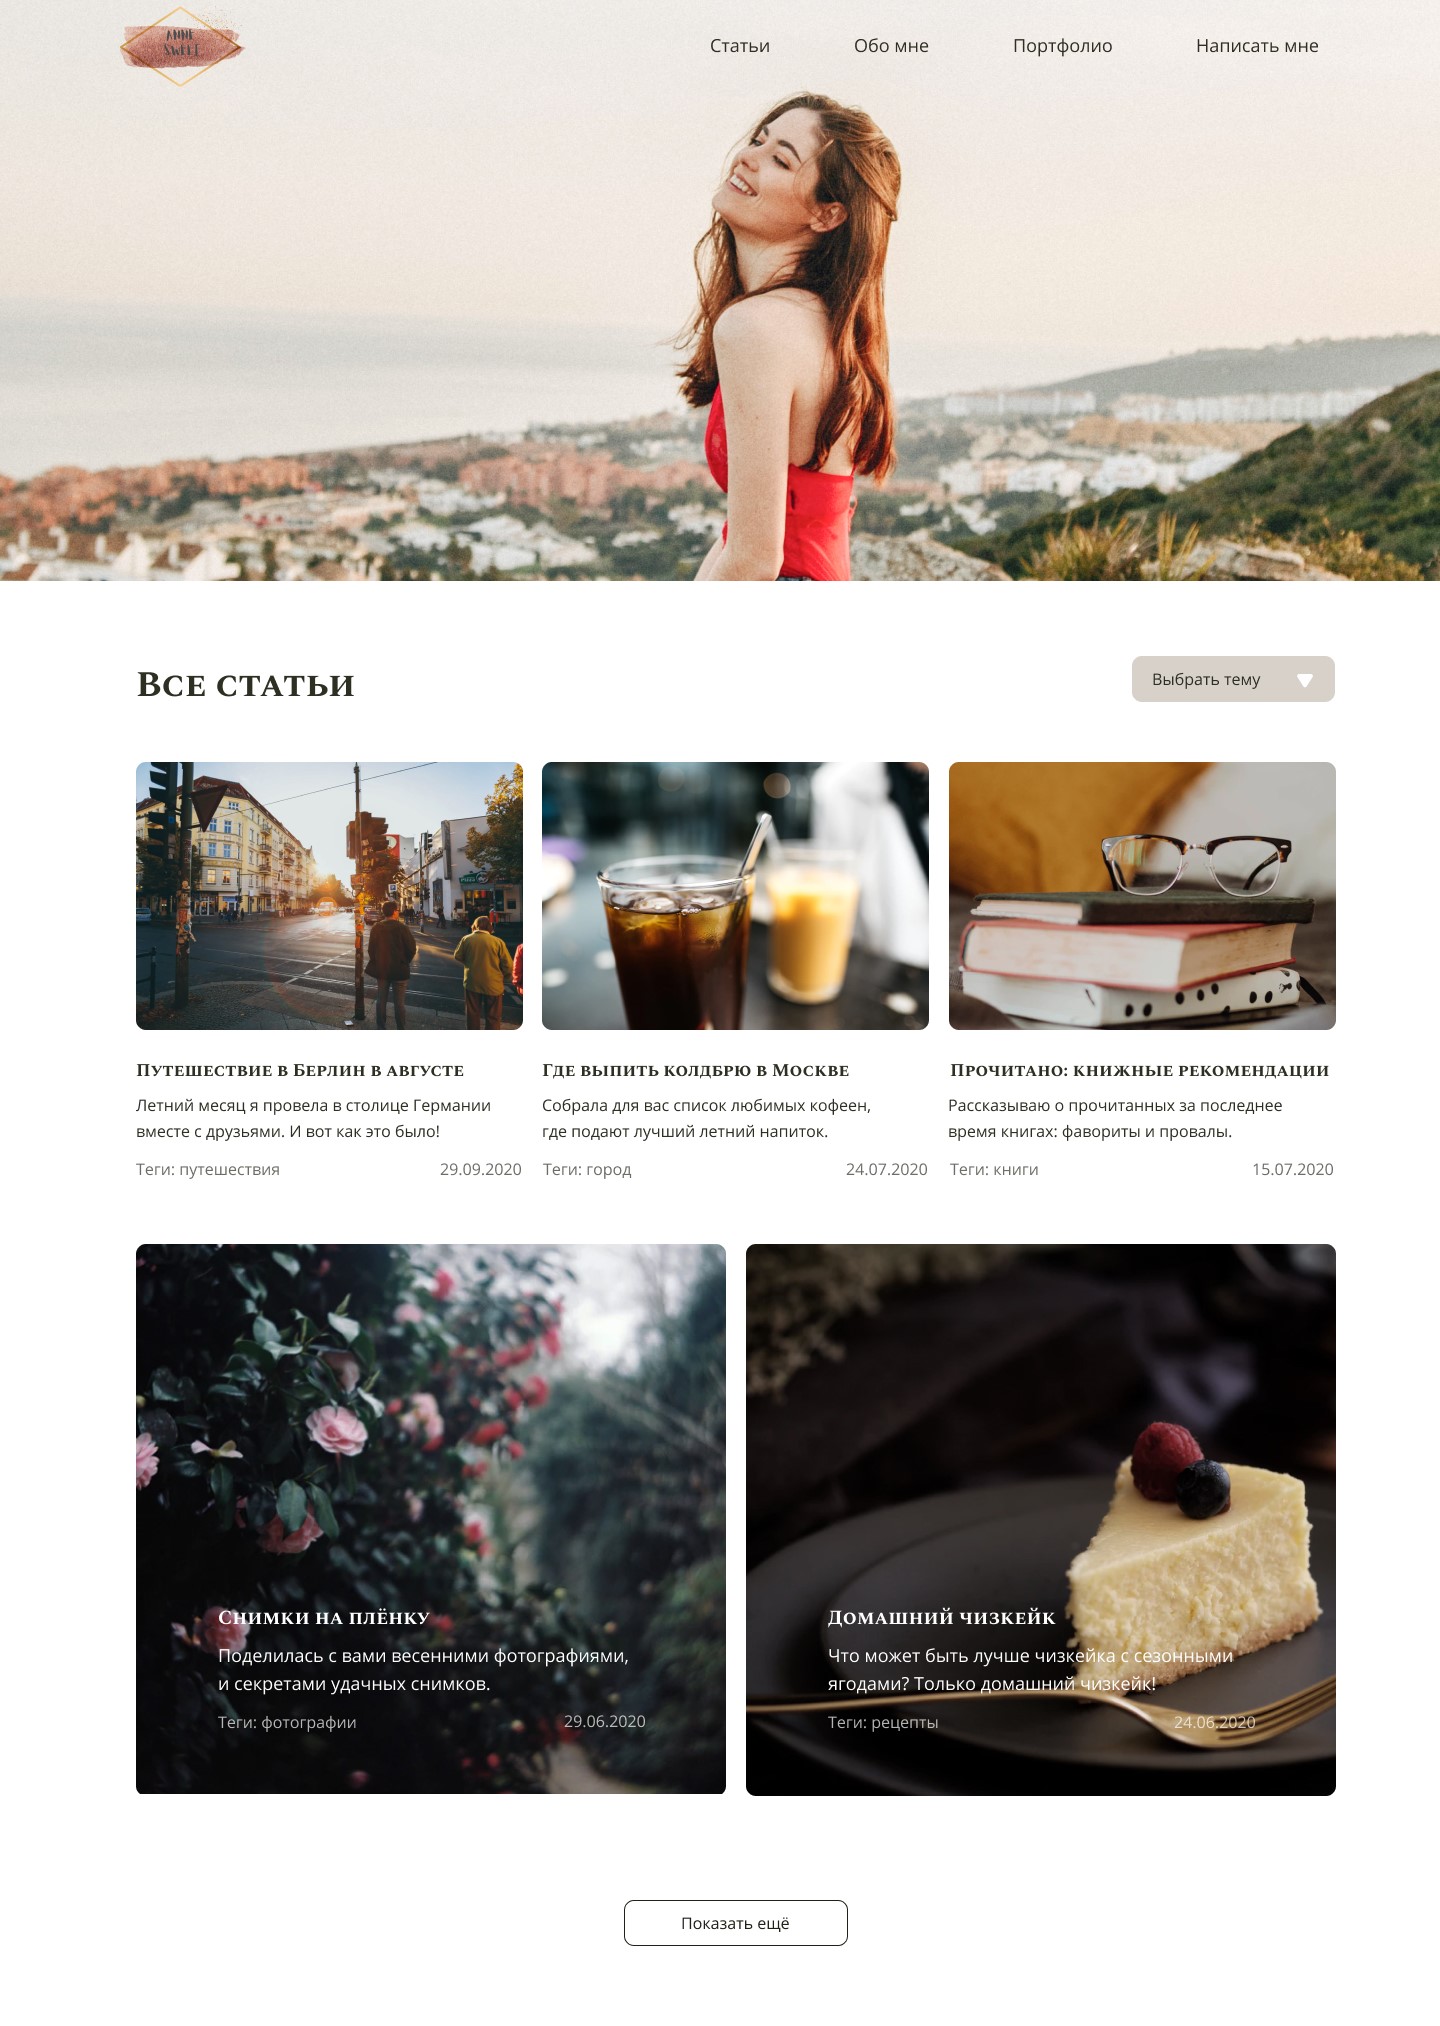 ANNE
SWEET
Статьи
Обо мне
Портфолио
Написать мне
Все статьи
Выбрать тему
Путешествие в Берлин в августе
Летний месяц я провела в столице Германии
вместе с друзьями. И вот как это было!
Теги: путешествия
29.09.2020
Где выпить колдбрю в Москве
Собрала для вас список любимых кофеен,
где подают лучший летний напиток.
Теги: город
24.07.2020
Прочитано: книжные рекомендации
Рассказываю о прочитанных за последнее
время книгах: фавориты и провалы.
Теги: книги
15.07.2020
Снимки на плёнку
Поделилась с вами весенними фотографиями,
и секретами удачных снимков.
Теги: фотографии
29.06.2020
Домашний чизкейк
Что может быть лучше чизкейка с сезонными
ягодами? Только домашний чизкейк!
Теги: рецепты
24.06.2020
Показать ещё